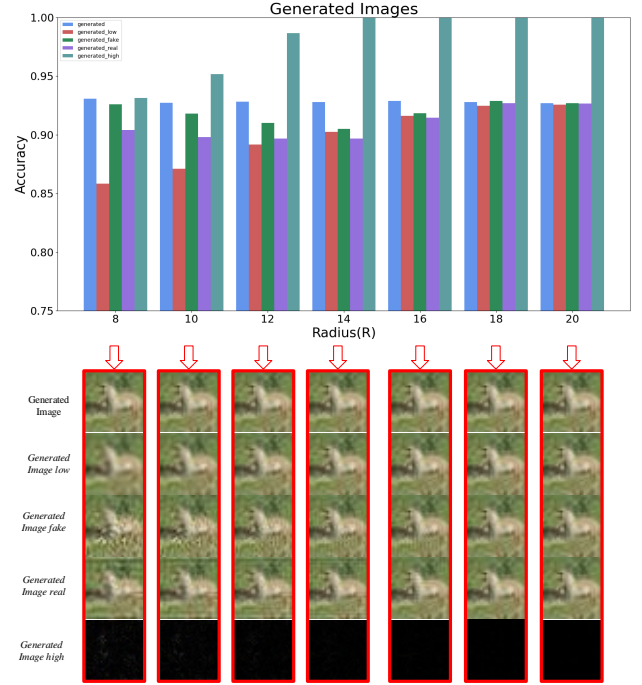 Generated Images
1.00
0.95
0.90
0.85
0.80
0.75
Accuracy
generated
generated_low
generated_fake
generated_real
generated_high
8 10 12 14 16 18 20
Radius(R)
Generated
Image
Generated
Image low
Generated
Image fake
Generated
Image real
Generated
Image high